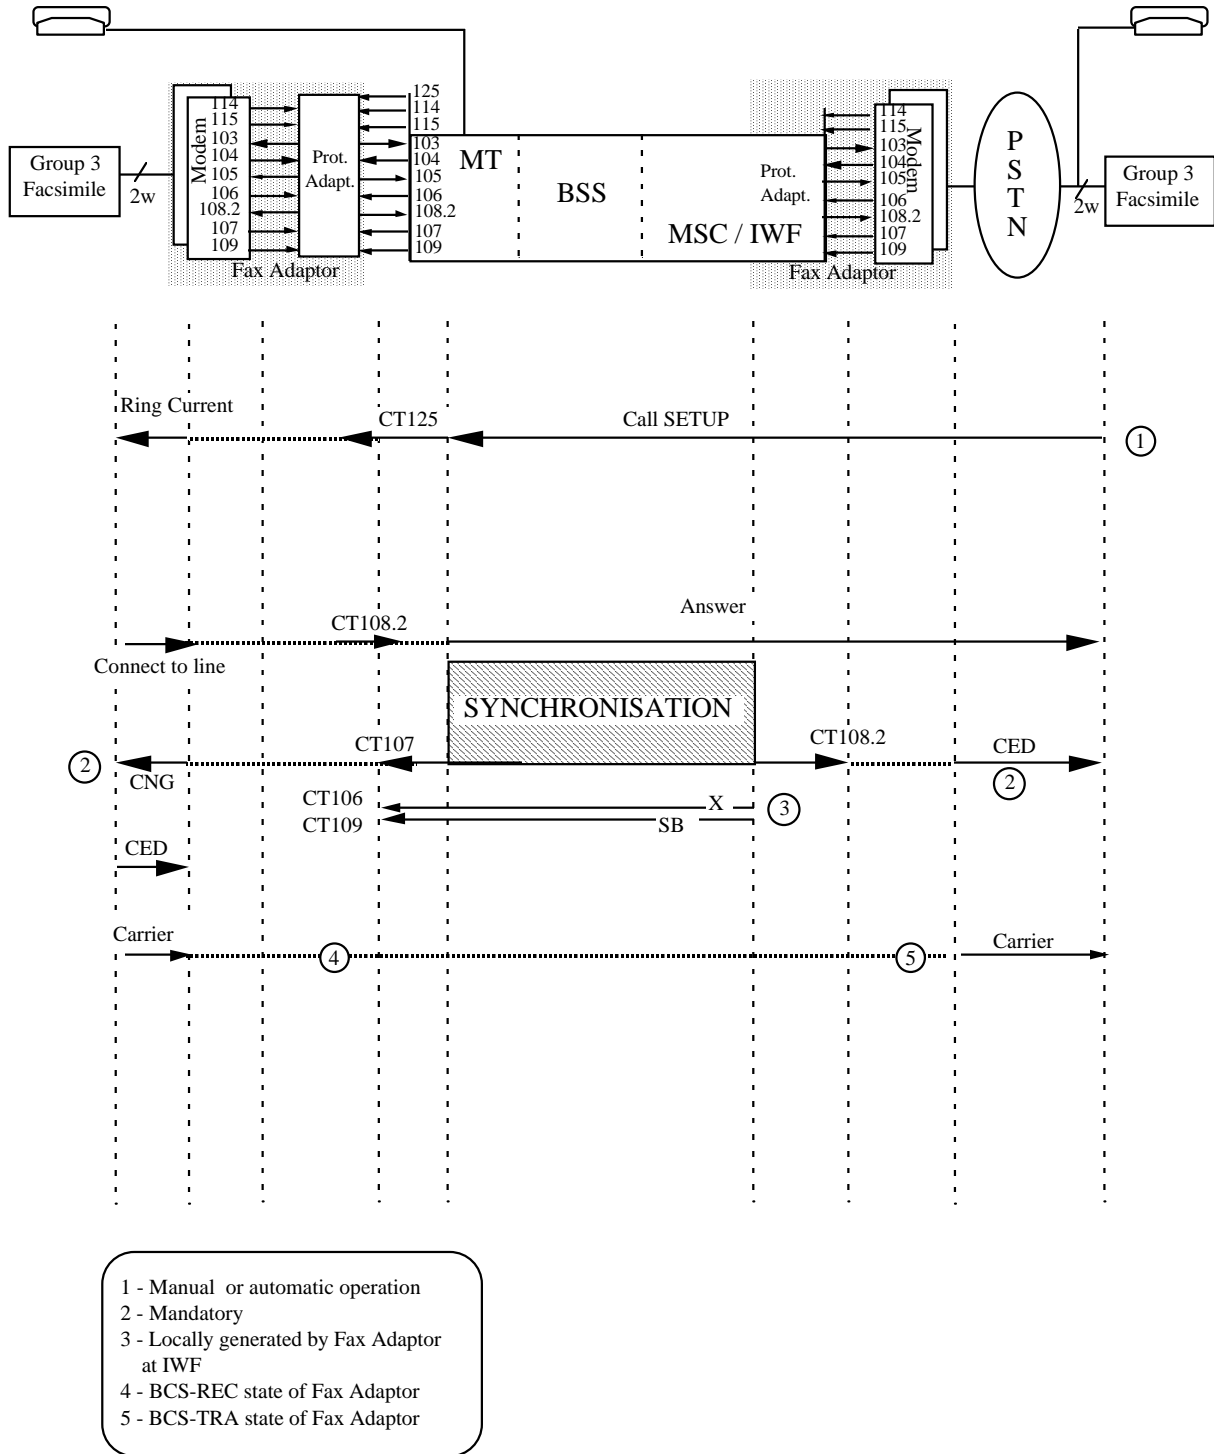 125
114
115
103
104
105
106
108.2
107
109
Modem
Prot.
Adapt.
114
115
103
104
105
106
108.2
107
109
Group 3
Facsimile
2w
Fax Adaptor
MT
BSS
MSC / IWF
Prot.
Adapt.
114
115
103
104
105
106
108.2
107
109
Modem
Fax Adaptor
P
S
T
N
2w
Group 3
Facsimile
Ring Current
CT125
Call SETUP
1
CT108.2
Answer
Connect to line
SYNCHRONISATION
2
CNG
CT107
CT108.2
CED
2
CT106
X
3
CT109
SB
CED
Carrier
4
5
Carrier
1 - Manual or automatic operation
2 - Mandatory
3 - Locally generated by Fax Adaptor
at IWF
4 - BCS-REC state of Fax Adaptor
5 - BCS-TRA state of Fax Adaptor